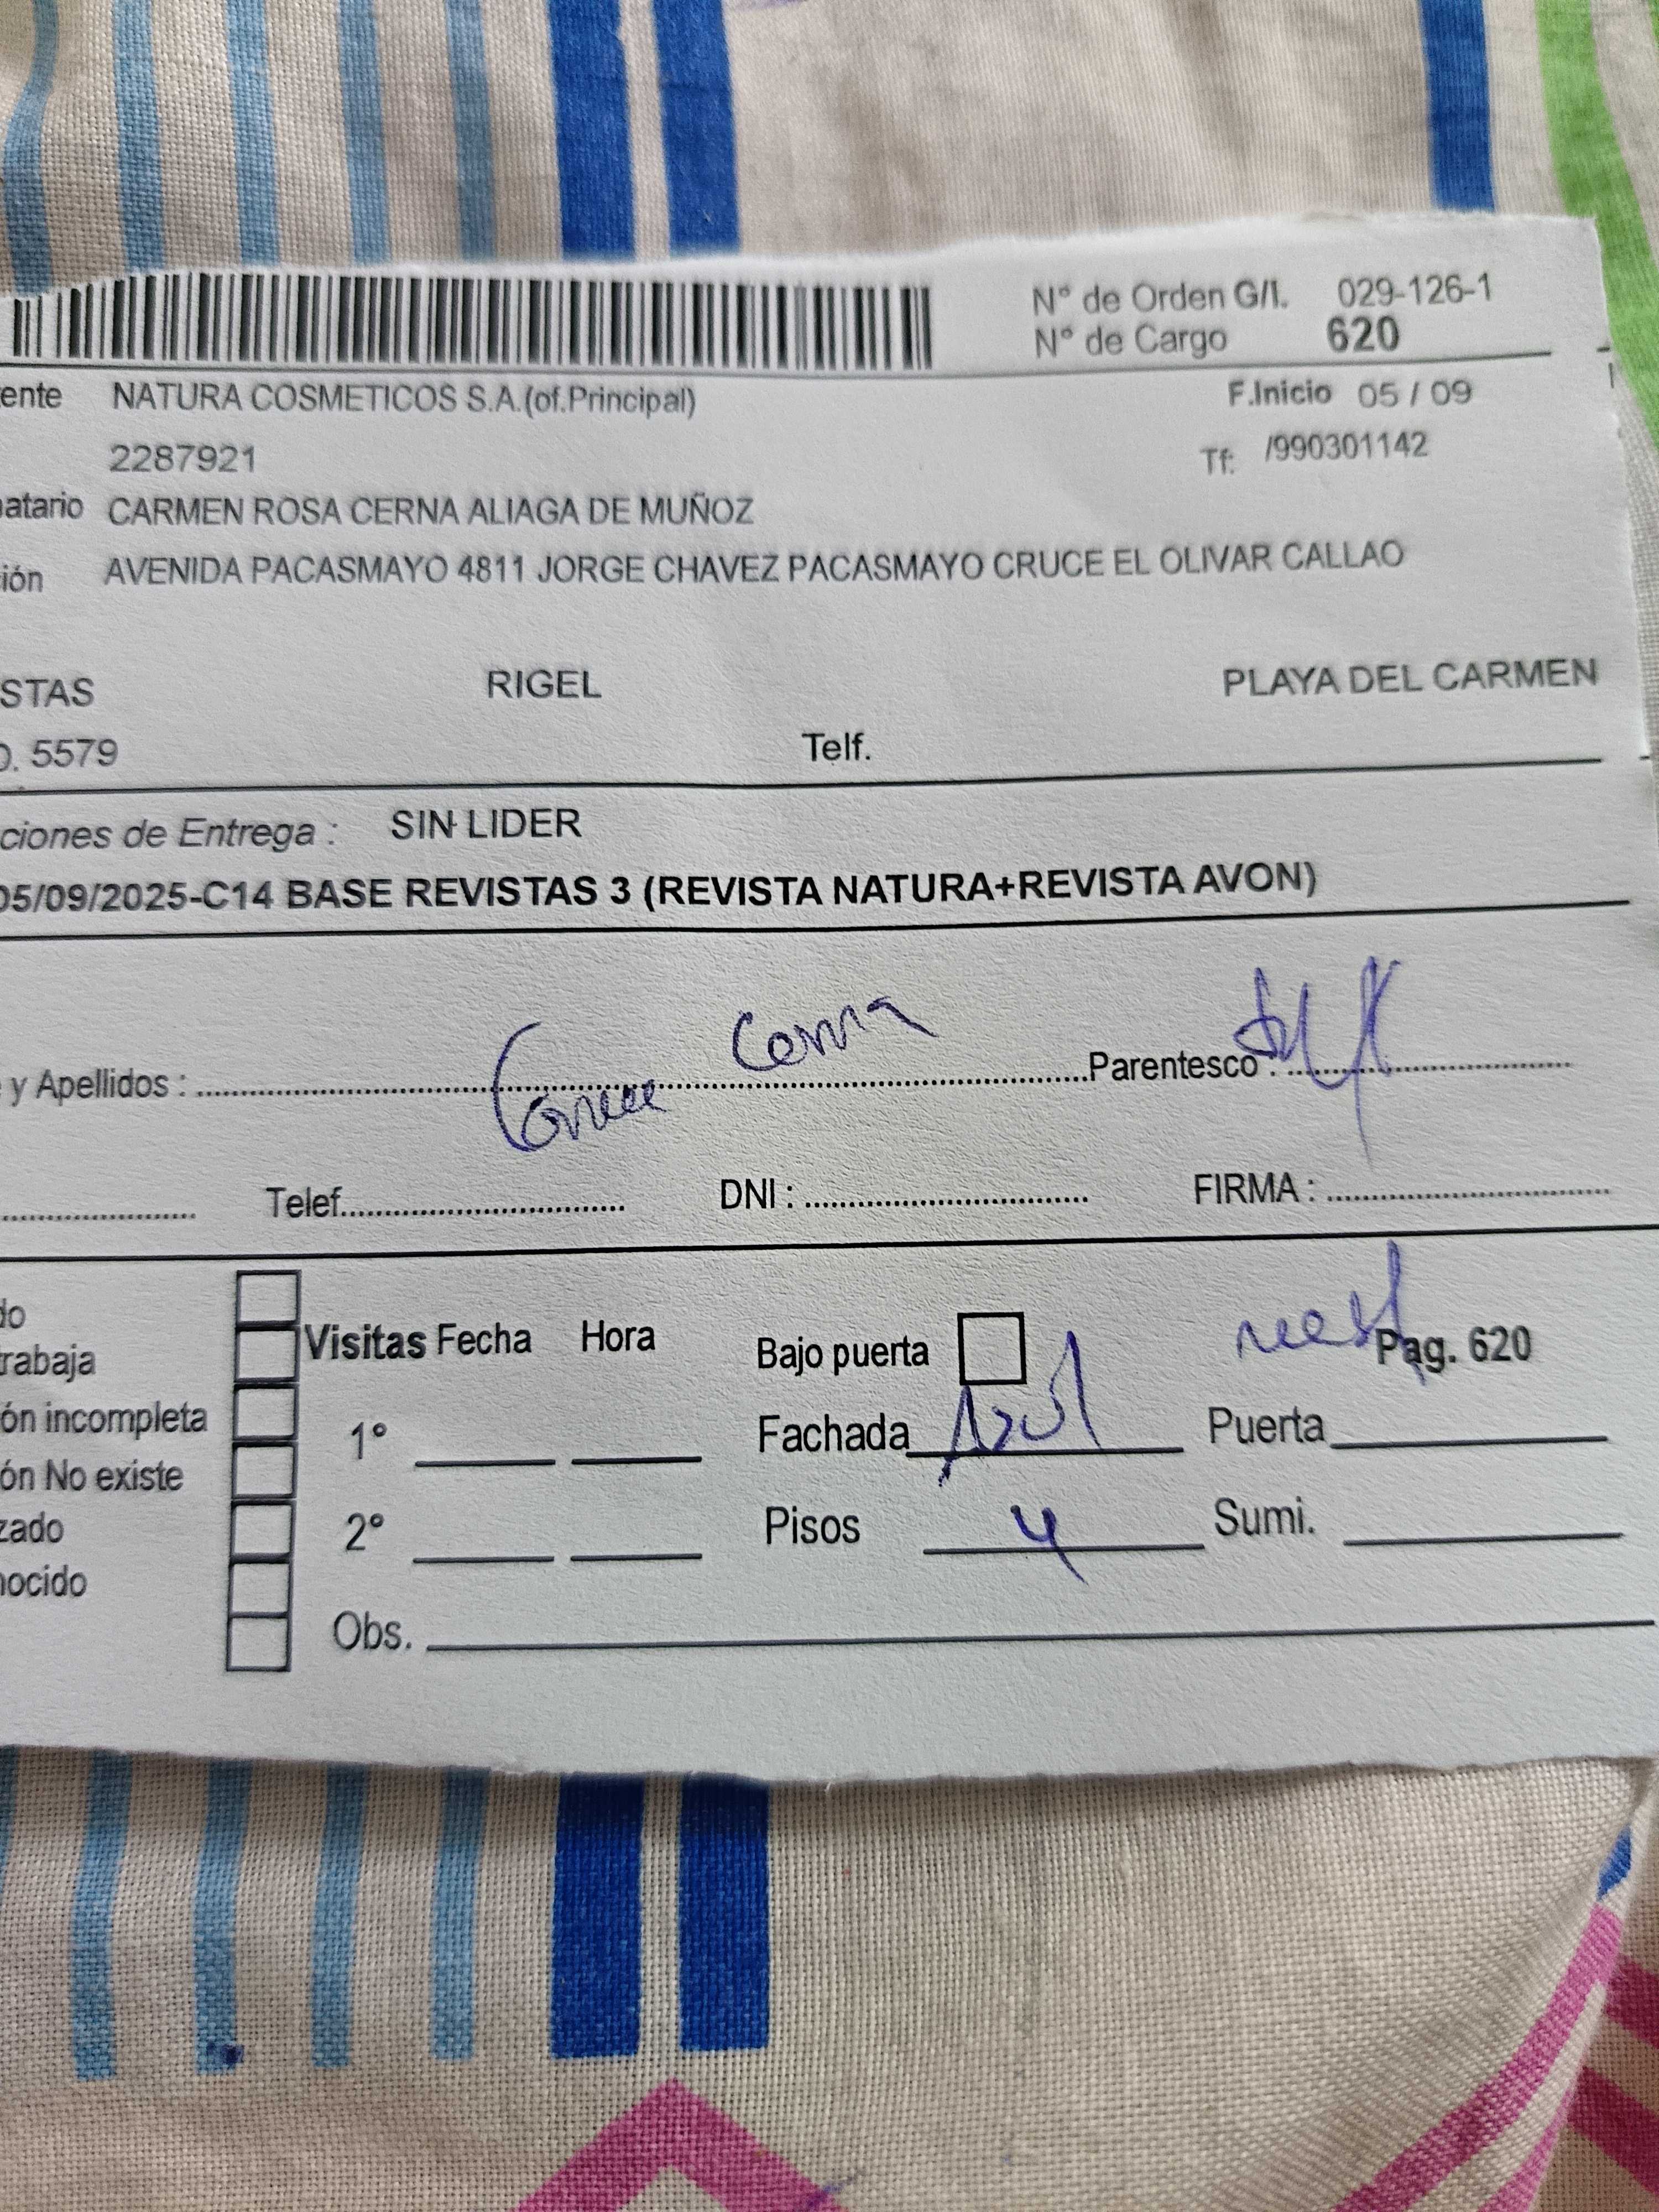 N° de Orden G/I. 029-126-1
N° de Cargo 620
ente NATURA COSMETICOS S.A.(of.Principal) F.Inicio 05 / 09
2287921 Tf: /990301142
atario CARMEN ROSA CERNA ALIAGA DE MUÑOZ
ión AVENIDA PACASMAYO 4811 JORGE CHAVEZ PACASMAYO CRUCE EL OLIVAR CALLAO
STAS RIGEL PLAYA DEL CARMEN
O. 5579 Telf.
ciones de Entrega : SIN LIDER
05/09/2025-C14 BASE REVISTAS 3 (REVISTA NATURA+REVISTA AVON)
y Apellidos : Cerna Parentesco :
Telef. DNI : FIRMA :
do
Visitas Fecha Hora Bajo puerta Pag. 620
rabaja
ón incompleta 1° Fachada Azul Puerta
ón No existe
zado 2° Pisos 4 Sumi.
nocido
Obs.